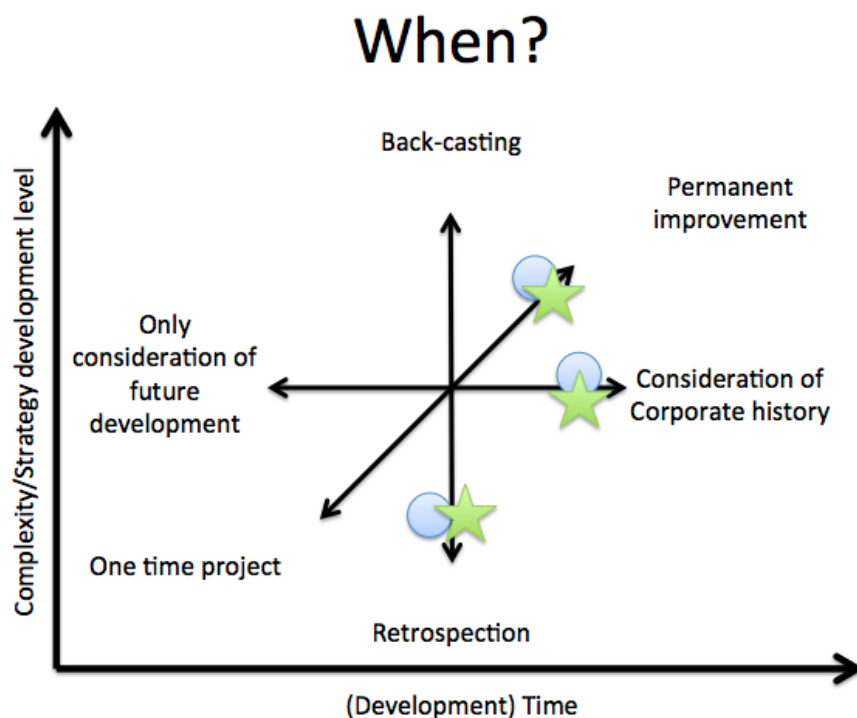 When?
Back-casting
Permanent
improvement
Complexity/Strategy development level
Only
consideration of
future
development
Consideration of
Corporate history
One time project
Retrospection
(Development) Time